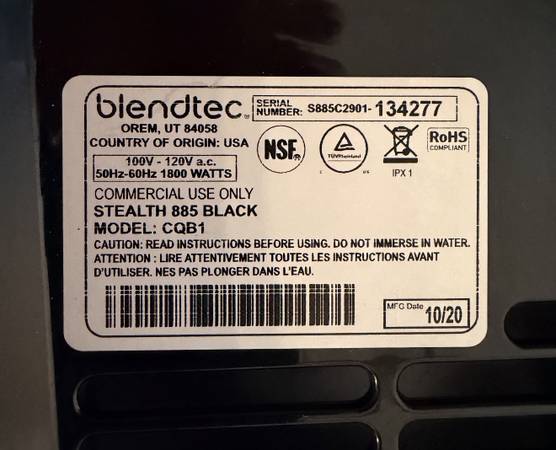 blendtec
SERIAL NUMBER: S885C2901-134277
OREM, UT 84058
COUNTRY OF ORIGIN: USA
100V - 120V a.c.
50Hz-60Hz 1800 WATTS
NSF
TÜVRheinland
C US
IPX 1
RoHS
COMPLIANT
COMMERCIAL USE ONLY
STEALTH 885 BLACK
MODEL: CQB1
CAUTION: READ INSTRUCTIONS BEFORE USING. DO NOT IMMERSE IN WATER.
ATTENTION : LIRE ATTENTIVEMENT TOUTES LES INSTRUCTIONS AVANT
D'UTILISER. NES PAS PLONGER DANS L'EAU.
MFG Date
10/20